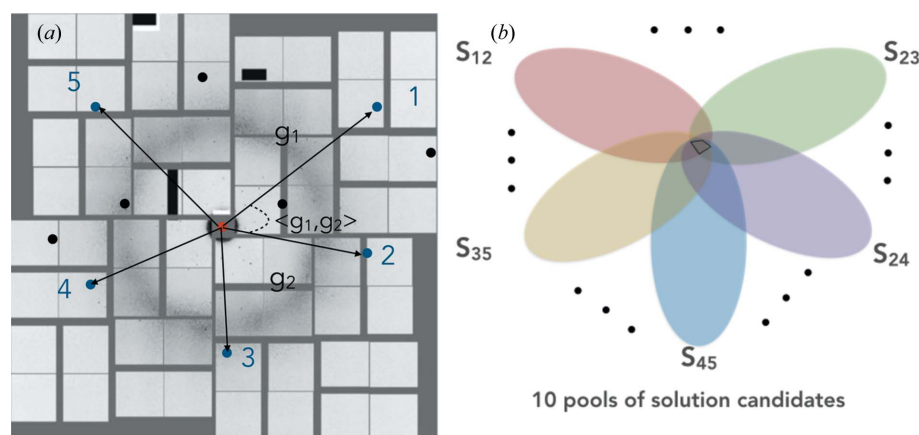 (a)
5
1
g1
<g1,g2>
2
g2
4
3
(b)
S12
S23
S35
S24
S45
10 pools of solution candidates